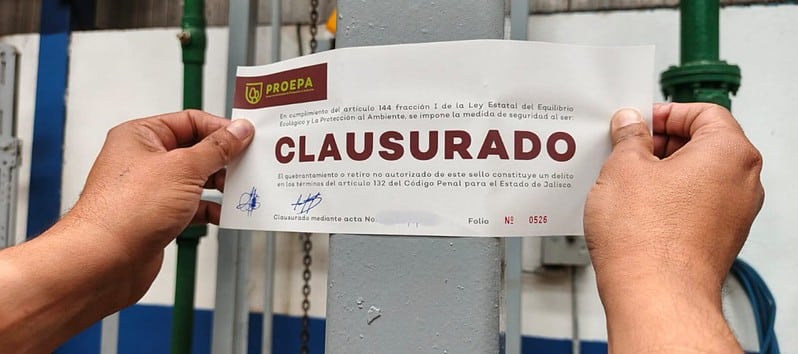 PROEPA
En cumplimiento del artículo 144 fracción I de la Ley Estatal del Equilibrio
Ecológico y La Protección al Ambiente, se impone la medida de seguridad al ser:
CLAUSURADO
El quebrantamiento o retiro no autorizado de este sello constituye un delito
en los términos del artículo 132 del Código Penal para el Estado de Jalisco.
Clausurado mediante acta No.
Folio Nº 0526